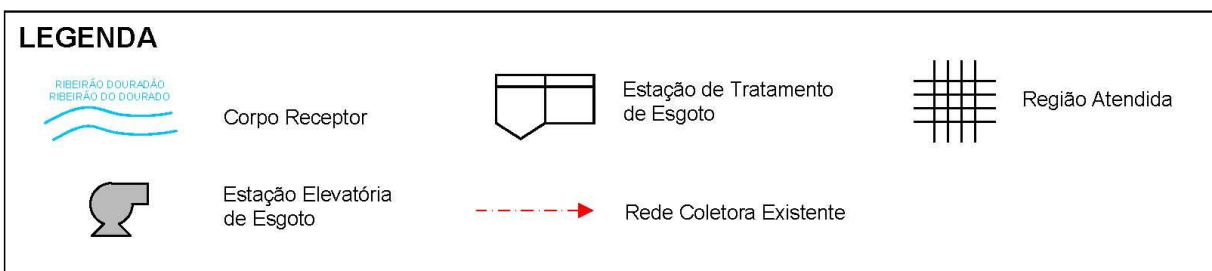 LEGENDA
RIBEIRÃO DOURADÃO
RIBEIRÃO DO DOURADO
Corpo Receptor
Estação de Tratamento
de Esgoto
Região Atendida
Estação Elevatória
de Esgoto
Rede Coletora Existente